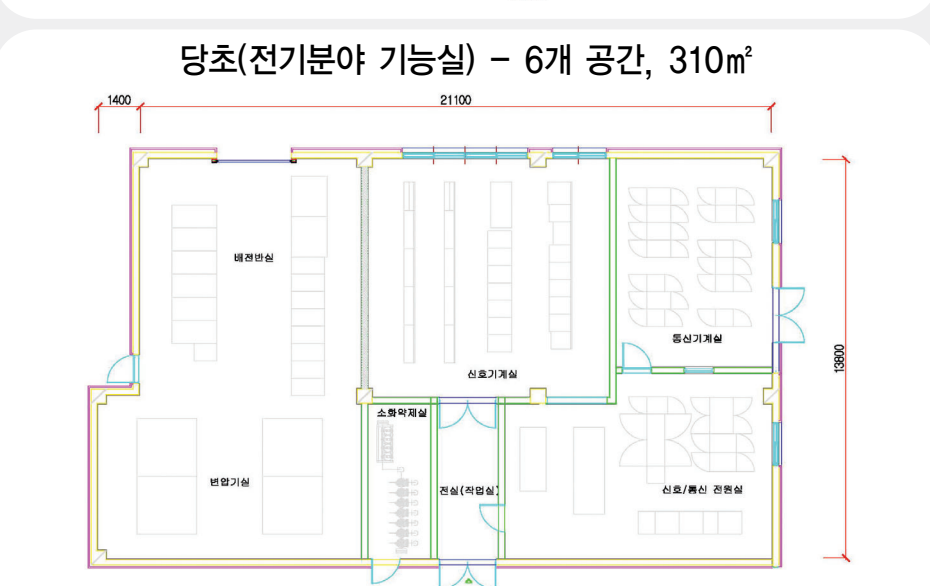 당초(전기분야 기능실) – 6개 공간, 310㎡
1400
21100
배전반실
통신기계실
13800
신호기계실
소화약제실
변압기실
전실(작업실)
신호/통신 전원실